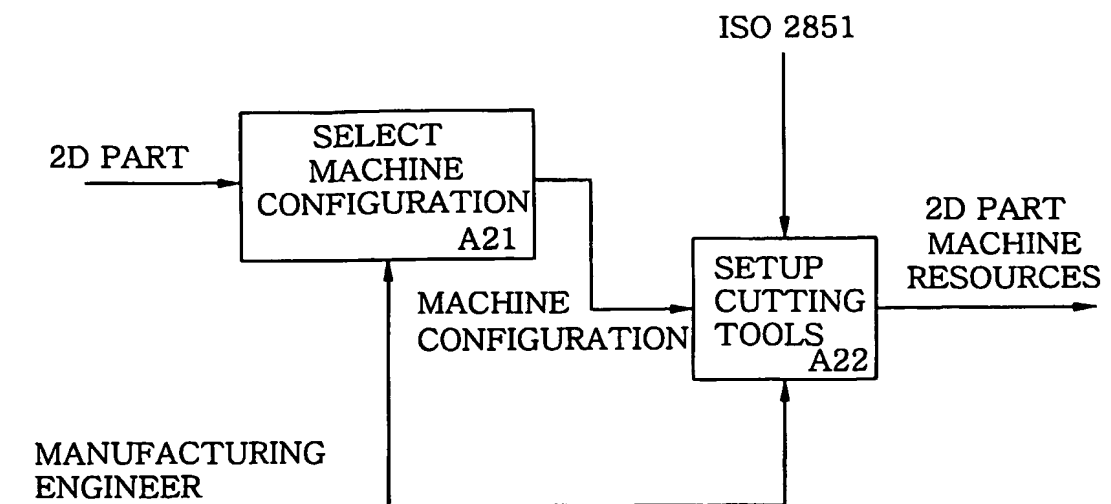 ISO 2851
2D PART
SELECT
MACHINE
CONFIGURATION
A21
2D PART
MACHINE
RESOURCES
SETUP
CUTTING
TOOLS
A22
MACHINE
CONFIGURATION
MANUFACTURING
ENGINEER